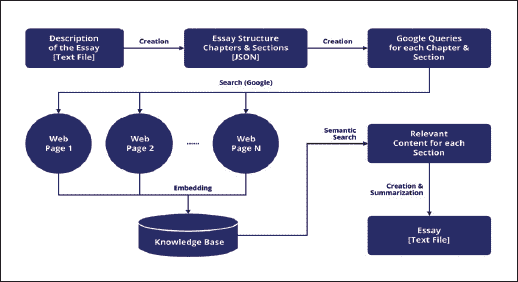 Description
of the Essay
[Text File]
Creation
Essay Structure
Chapters & Sections
[JSON]
Creation
Google Queries
for each Chapter &
Section
Search (Google)
Web
Page 1
Web
Page 2
......
Web
Page N
Semantic
Search
Relevant
Content for each
Section
Embedding
Creation &
Summarization
Knowledge Base
Essay
[Text File]